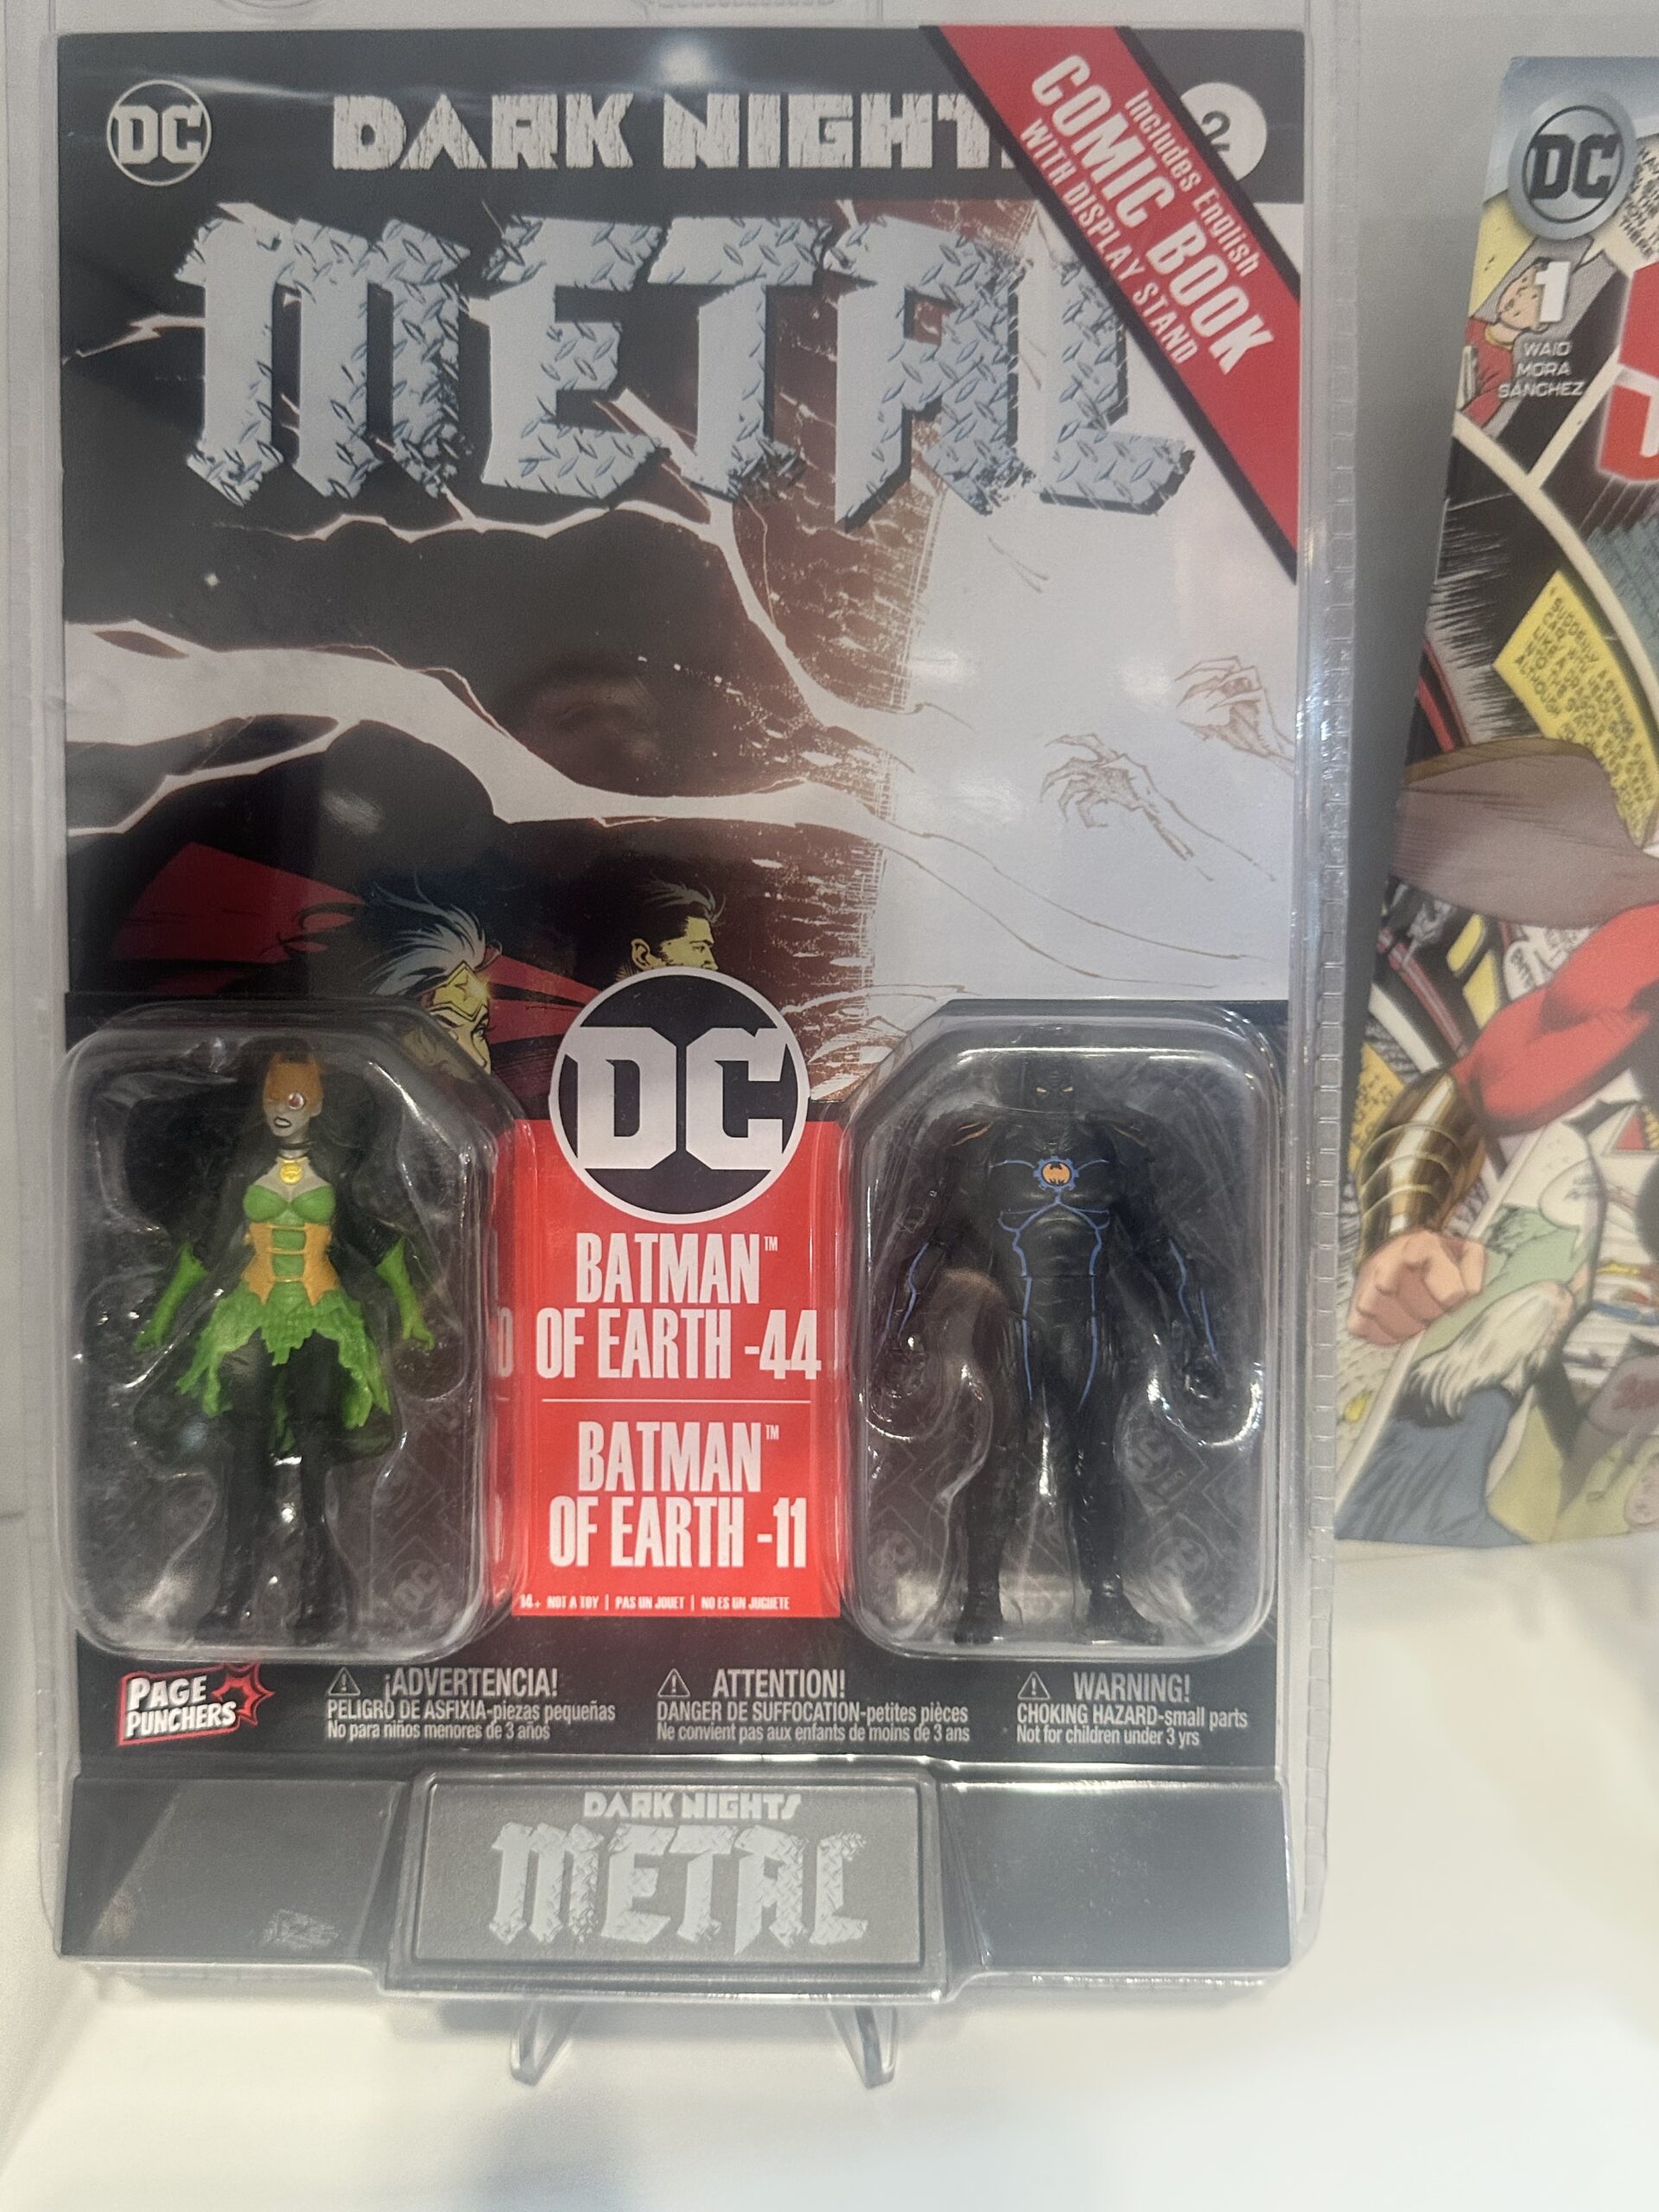 DC
DARK NIGHTS
2
METAL
Includes English
COMIC BOOK
WITH DISPLAY STAND
DC
BATMAN™
OF EARTH -44
BATMAN™
OF EARTH -11
14+ NOT A TOY | PAS UN JOUET | NO ES UN JUGUETE
PAGE
PUNCHERS
¡ADVERTENCIA!
PELIGRO DE ASFIXIA-piezas pequeñas
No para niños menores de 3 años
ATTENTION!
DANGER DE SUFFOCATION-petites pièces
Ne convient pas aux enfants de moins de 3 ans
WARNING!
CHOKING HAZARD-small parts
Not for children under 3 yrs
DARK NIGHTS
METAL
DC
1
WAID
MORA
SANCHEZ